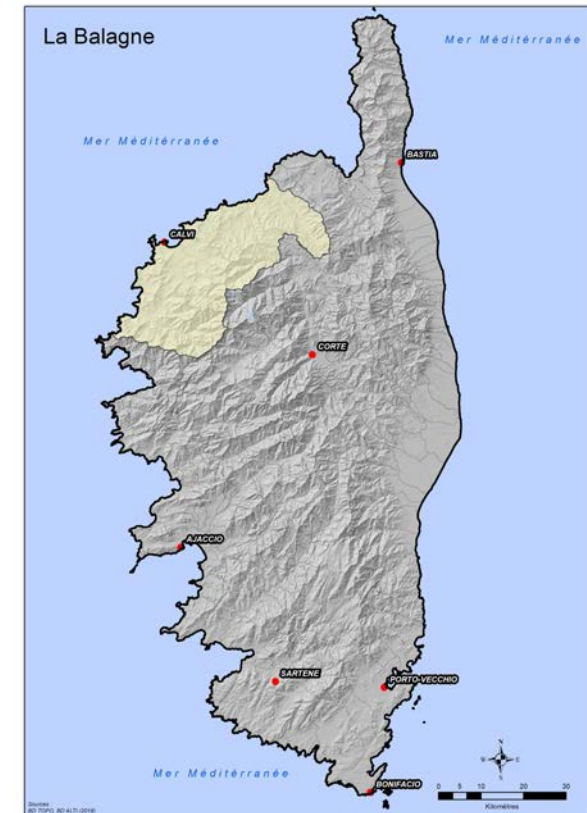 La Balagne
Mer Méditérranée
Mer Méditérranée
BASTIA
CALVI
CORTE
AJACCIO
SARTENE
PORTO-VECCHIO
Mer Méditérranée
BONIFACIO
N
0 5 10 20 30
Kilomètres
Sources
BD TOPO, BD ALTI (2018)